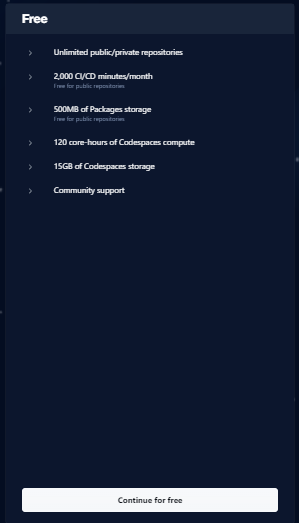 Free
Unlimited public/private repositories
2,000 CI/CD minutes/month
Free for public repositories
500MB of Packages storage
Free for public repositories
120 core-hours of Codespaces compute
15GB of Codespaces storage
Community support
Continue for free